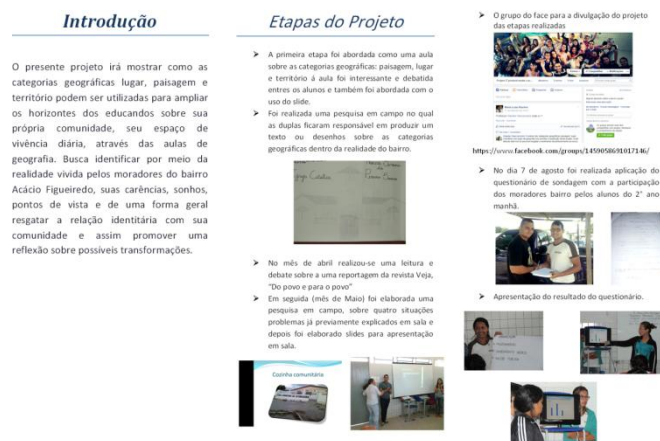 Introdução
O presente projeto irá mostrar como as
categorias geográficas lugar, paisagem e
território podem ser utilizadas para ampliar
os horizontes dos educandos sobre sua
própria comunidade, seu espaço de
vivência diária, através das aulas de
geografia. Busca identificar por meio da
realidade vivida pelos moradores do bairro
Acácio Figueiredo, suas carências, sonhos,
pontos de vista e de uma forma geral
resgatar a relação identitária com sua
comunidade e assim promover uma
reflexão sobre possíveis transformações.
Etapas do Projeto
➢ A primeira etapa foi abordada como uma aula
sobre as categorias geográficas: paisagem, lugar
e território á aula foi interessante e debatida
entres os alunos e também foi abordada com o
uso do slide.
➢ Foi realizada uma pesquisa em campo no qual
as duplas ficaram responsável em produzir um
texto ou desenhos sobre as categorias
geográficas dentro da realidade do bairro.
➢ No mês de abril realizou-se uma leitura e
debate sobre a uma reportagem da revista Veja,
"Do povo e para o povo"
➢ Em seguida (mês de Maio) foi elaborada uma
pesquisa em campo, sobre quatro situações
problemas já previamente explicados em sala e
depois foi elaborado slides para apresentação
em sala.
Cozinha comunitária
➢ O grupo do face para a divulgação do projeto
das etapas realizadas
https://www.facebook.com/groups/1459058691017146/
➢ No dia 7 de agosto foi realizada aplicação do
questionário de sondagem com a participação
dos moradores bairro pelos alunos do 2° ano
manhã.
➢ Apresentação do resultado do questionário.